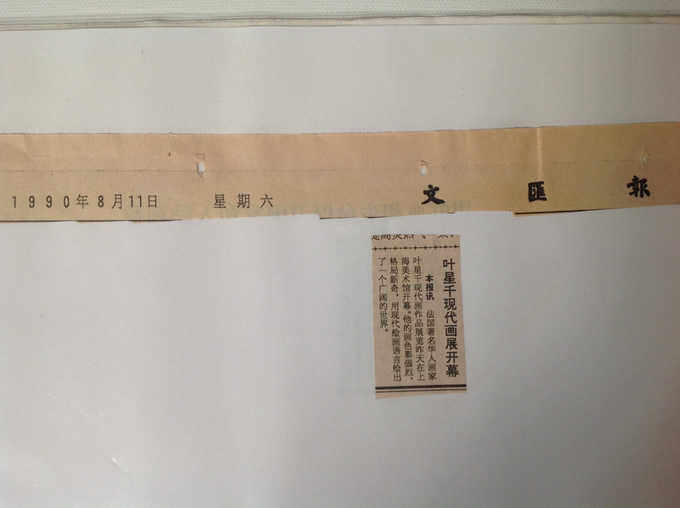 1990年8月11日 星期六 文匯報
叶星千现代画展开幕
本报讯 法国著名华人画家
叶星千现代画作品展览昨天在上
海美术馆开幕。他的画色彩强烈、
格局新奇，用现代绘画语言绘出
了一个广阔的世界。